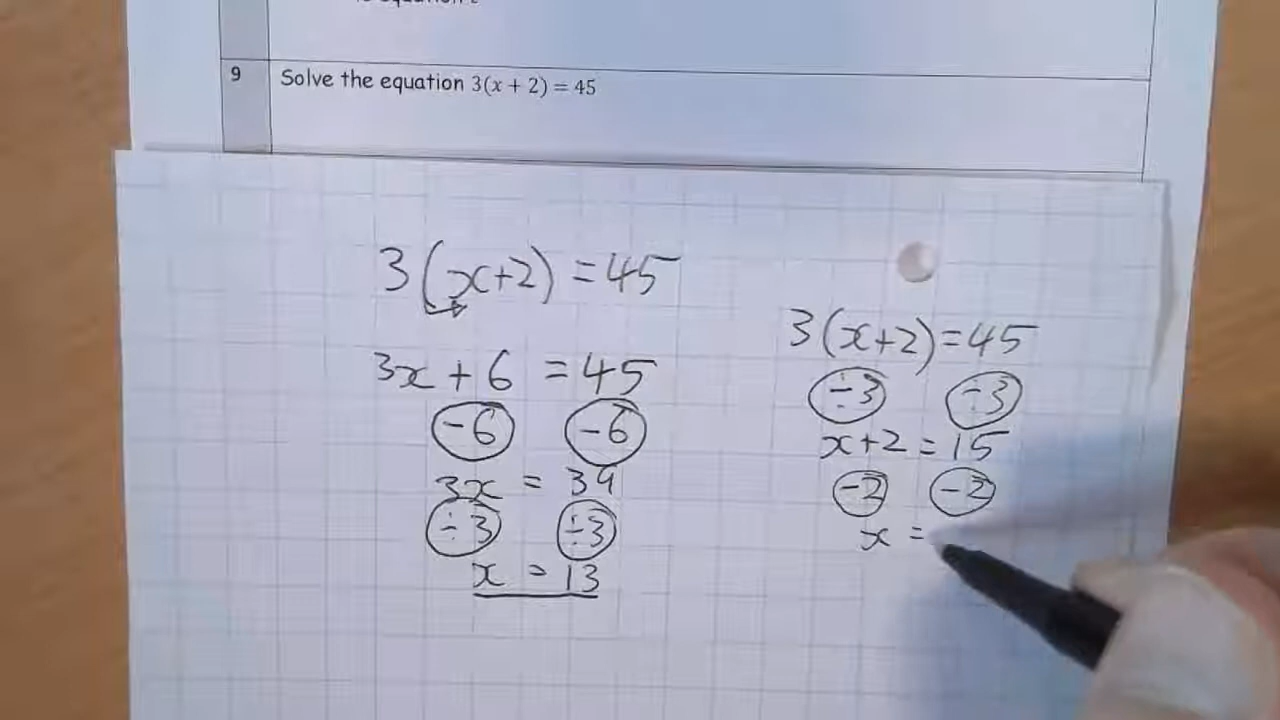 9 Solve the equation 3(x + 2) = 45
3(x+2) = 45
3x + 6 = 45
-6 -6
3x = 39
÷3 ÷3
x = 13
3(x+2) = 45
÷3 ÷3
x+2 = 15
-2 -2
x =